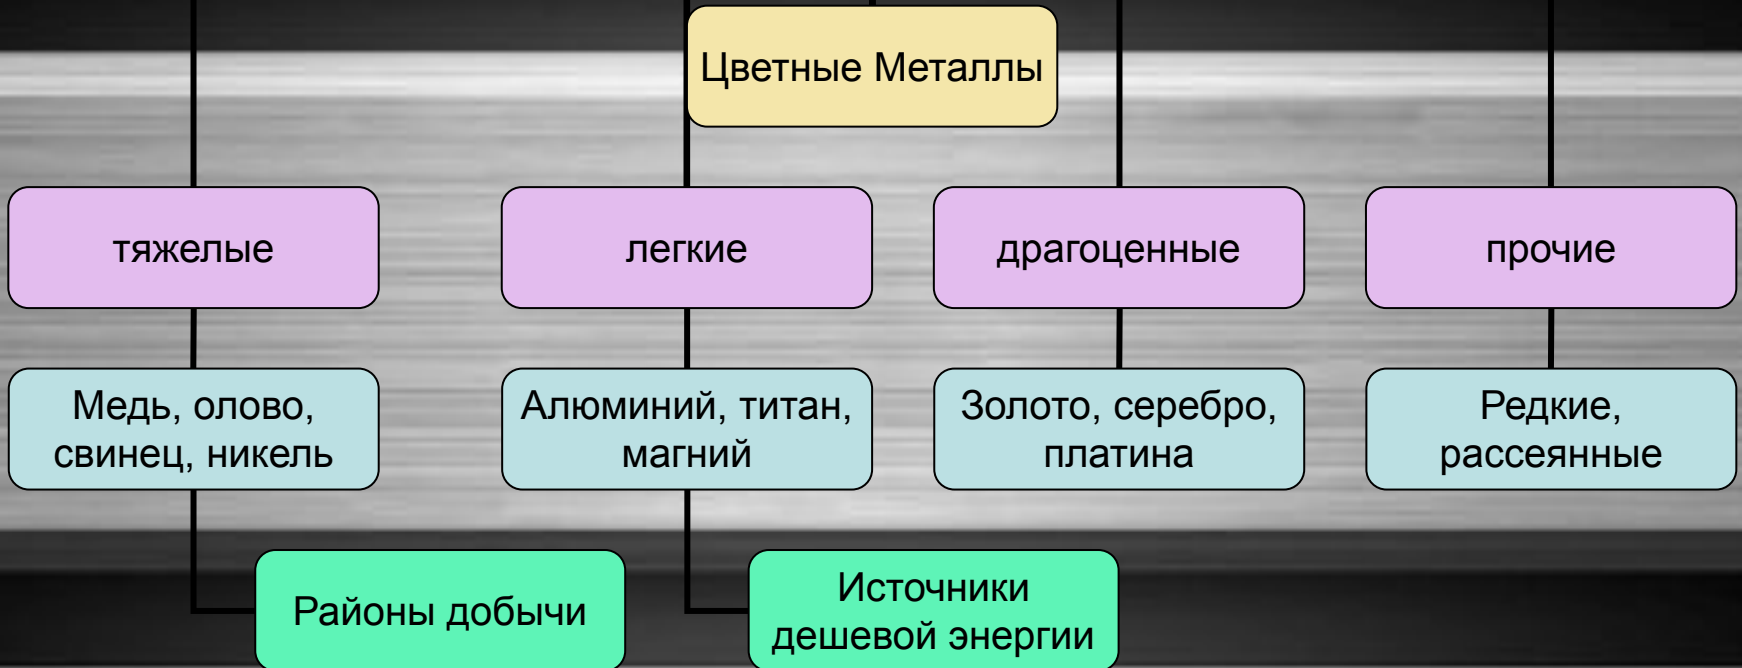 Цветные Металлы
тяжелые
легкие
драгоценные
прочие
Медь, олово,
свинец, никель
Алюминий, титан,
магний
Золото, серебро,
платина
Редкие,
рассеянные
Районы добычи
Источники
дешевой энергии